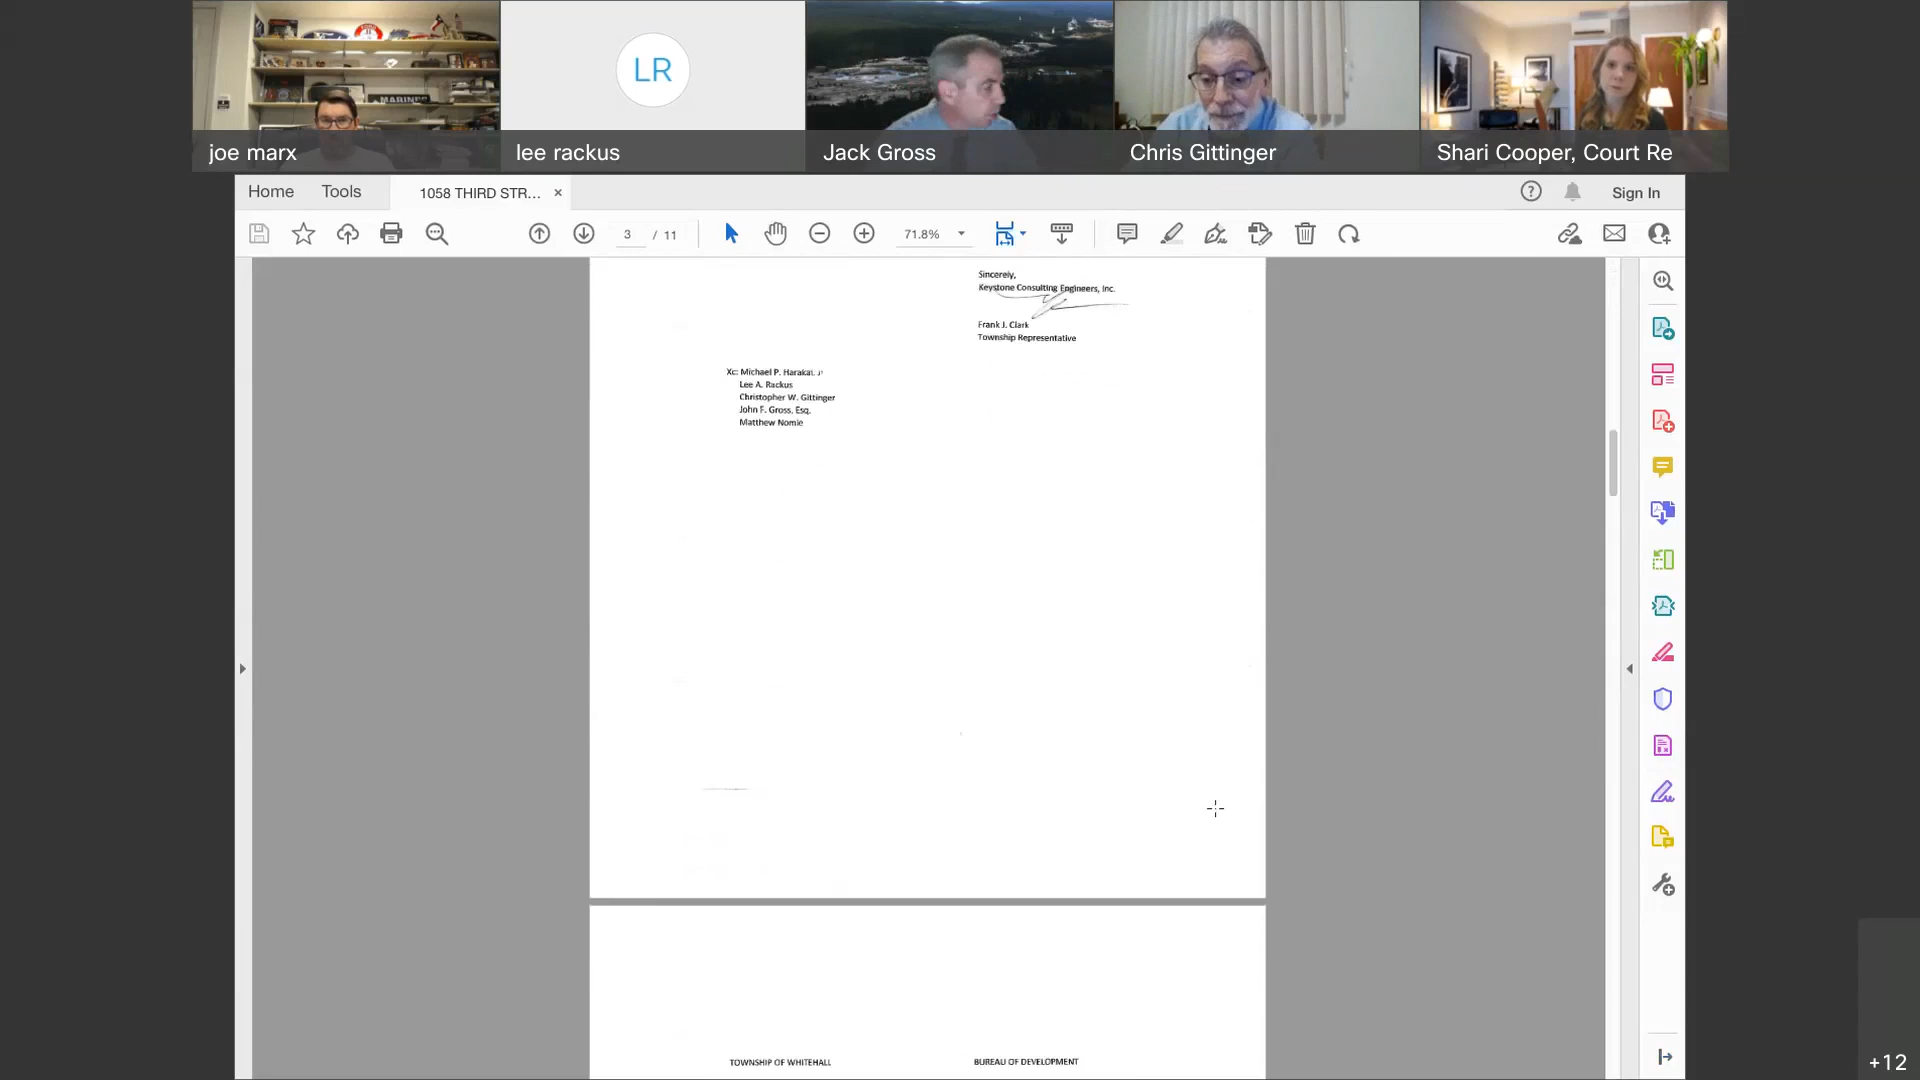 MARINES
LR
joe marx
lee rackus
Jack Gross
Chris Gittinger
Shari Cooper, Court Re
Home
Tools
1058 THIRD STR...
Sign In
3 / 11
71.8%
Sincerely,
Keystone Consulting Engineers, Inc.
Frank J. Clark
Township Representative
Xc: Michael P. Harakal, Jr
Lee A. Rackus
Christopher W. Gittinger
John F. Gross, Esq.
Matthew Nomie
TOWNSHIP OF WHITEHALL
BUREAU OF DEVELOPMENT
+12